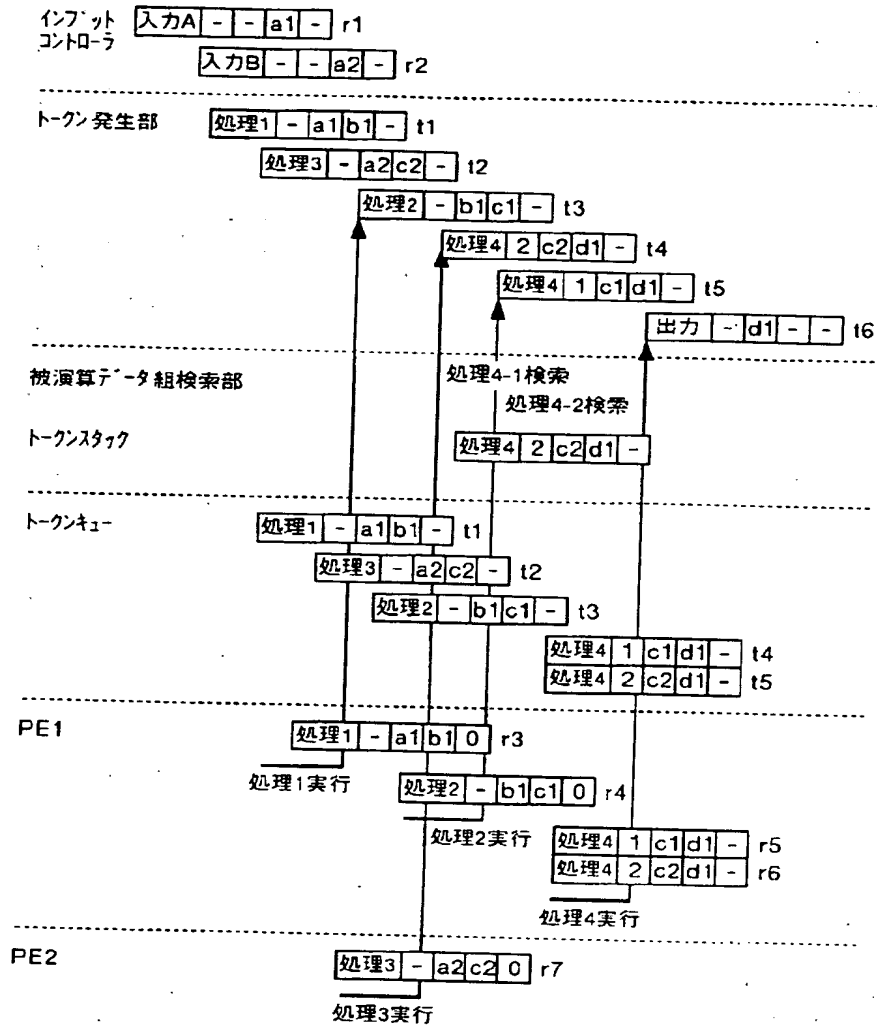 インプット
コントローラ
入力A - - a1 - r1
入力B - - a2 - r2
トークン発生部
処理1 - a1 b1 - t1
処理3 - a2 c2 - t2
処理2 - b1 c1 - t3
処理4 2 c2 d1 - t4
処理4 1 c1 d1 - t5
出力 - d1 - - t6
被演算データ組検索部
処理4-1検索
処理4-2検索
トークンスタック
処理4 2 c2 d1 -
トークンキュー
処理1 - a1 b1 - t1
処理3 - a2 c2 - t2
処理2 - b1 c1 - t3
処理4 1 c1 d1 - t4
処理4 2 c2 d1 - t5
PE1
処理1 - a1 b1 0 r3
処理1実行
処理2 - b1 c1 0 r4
処理2実行
処理4 1 c1 d1 - r5
処理4 2 c2 d1 - r6
処理4実行
PE2
処理3 - a2 c2 0 r7
処理3実行